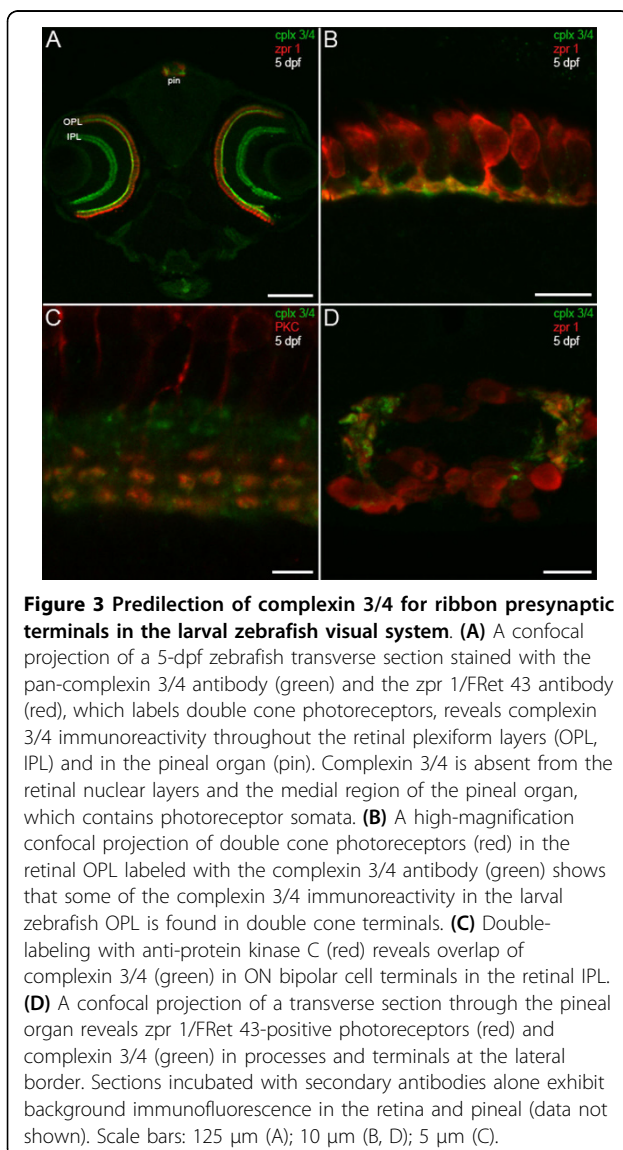 A
cplx 3/4
zpr 1
5 dpf
pin
OPL
IPL
B
cplx 3/4
zpr 1
5 dpf
C
cplx 3/4
PKC
5 dpf
D
cplx 3/4
zpr 1
5 dpf
Figure 3 Predilection of complexin 3/4 for ribbon presynaptic
terminals in the larval zebrafish visual system. (A) A confocal
projection of a 5-dpf zebrafish transverse section stained with the
pan-complexin 3/4 antibody (green) and the zpr 1/FRet 43 antibody
(red), which labels double cone photoreceptors, reveals complexin
3/4 immunoreactivity throughout the retinal plexiform layers (OPL,
IPL) and in the pineal organ (pin). Complexin 3/4 is absent from the
retinal nuclear layers and the medial region of the pineal organ,
which contains photoreceptor somata. (B) A high-magnification
confocal projection of double cone photoreceptors (red) in the
retinal OPL labeled with the complexin 3/4 antibody (green) shows
that some of the complexin 3/4 immunoreactivity in the larval
zebrafish OPL is found in double cone terminals. (C) Double-
labeling with anti-protein kinase C (red) reveals overlap of
complexin 3/4 (green) in ON bipolar cell terminals in the retinal IPL.
(D) A confocal projection of a transverse section through the pineal
organ reveals zpr 1/FRet 43-positive photoreceptors (red) and
complexin 3/4 (green) in processes and terminals at the lateral
border. Sections incubated with secondary antibodies alone exhibit
background immunofluorescence in the retina and pineal (data not
shown). Scale bars: 125 μm (A); 10 μm (B, D); 5 μm (C).